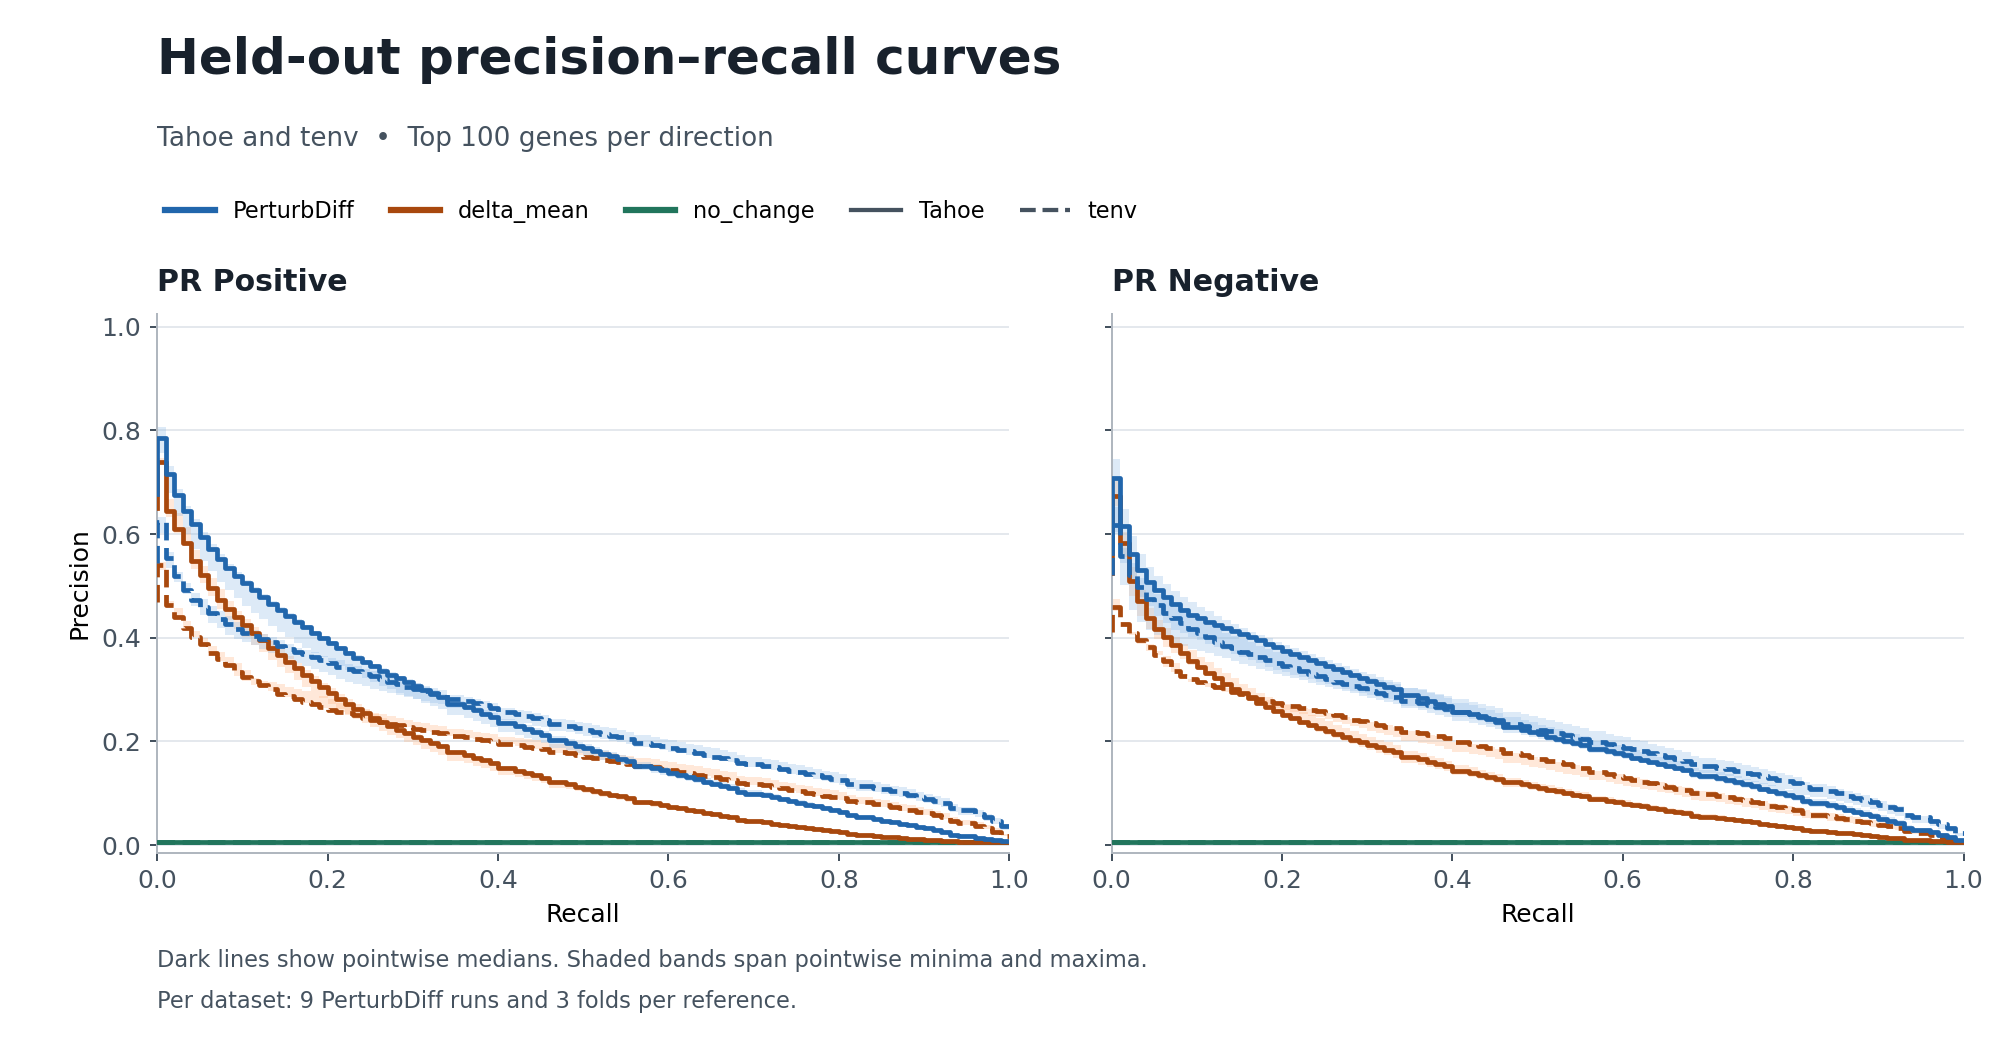 Held-out precision–recall curves
Tahoe and tenv • Top 100 genes per direction
PerturbDiff delta_mean no_change Tahoe tenv
PR Positive
PR Negative
Precision
1.0
0.8
0.6
0.4
0.2
0.0
0.0 0.2 0.4 0.6 0.8 1.0
Recall
0.0 0.2 0.4 0.6 0.8 1.0
Recall
Dark lines show pointwise medians. Shaded bands span pointwise minima and maxima.
Per dataset: 9 PerturbDiff runs and 3 folds per reference.